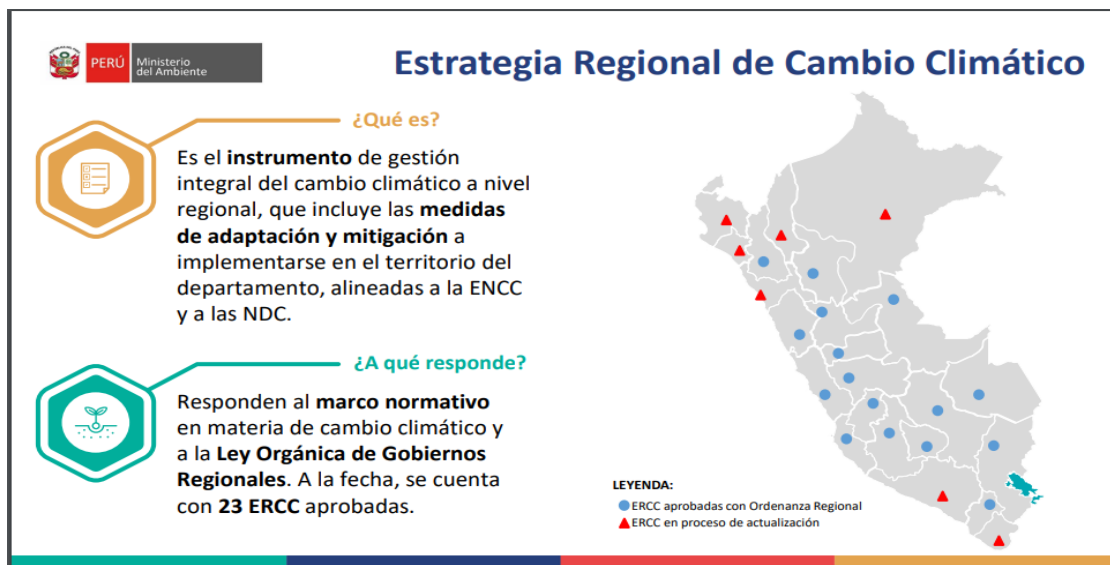 PERÚ
Ministerio
del Ambiente
Estrategia Regional de Cambio Climático
¿Qué es?
Es el instrumento de gestión
integral del cambio climático a nivel
regional, que incluye las medidas
de adaptación y mitigación a
implementarse en el territorio del
departamento, alineadas a la ENCC
y a las NDC.
¿A qué responde?
Responden al marco normativo
en materia de cambio climático y
a la Ley Orgánica de Gobiernos
Regionales. A la fecha, se cuenta
con 23 ERCC aprobadas.
LEYENDA:
ERCC aprobadas con Ordenanza Regional
ERCC en proceso de actualización